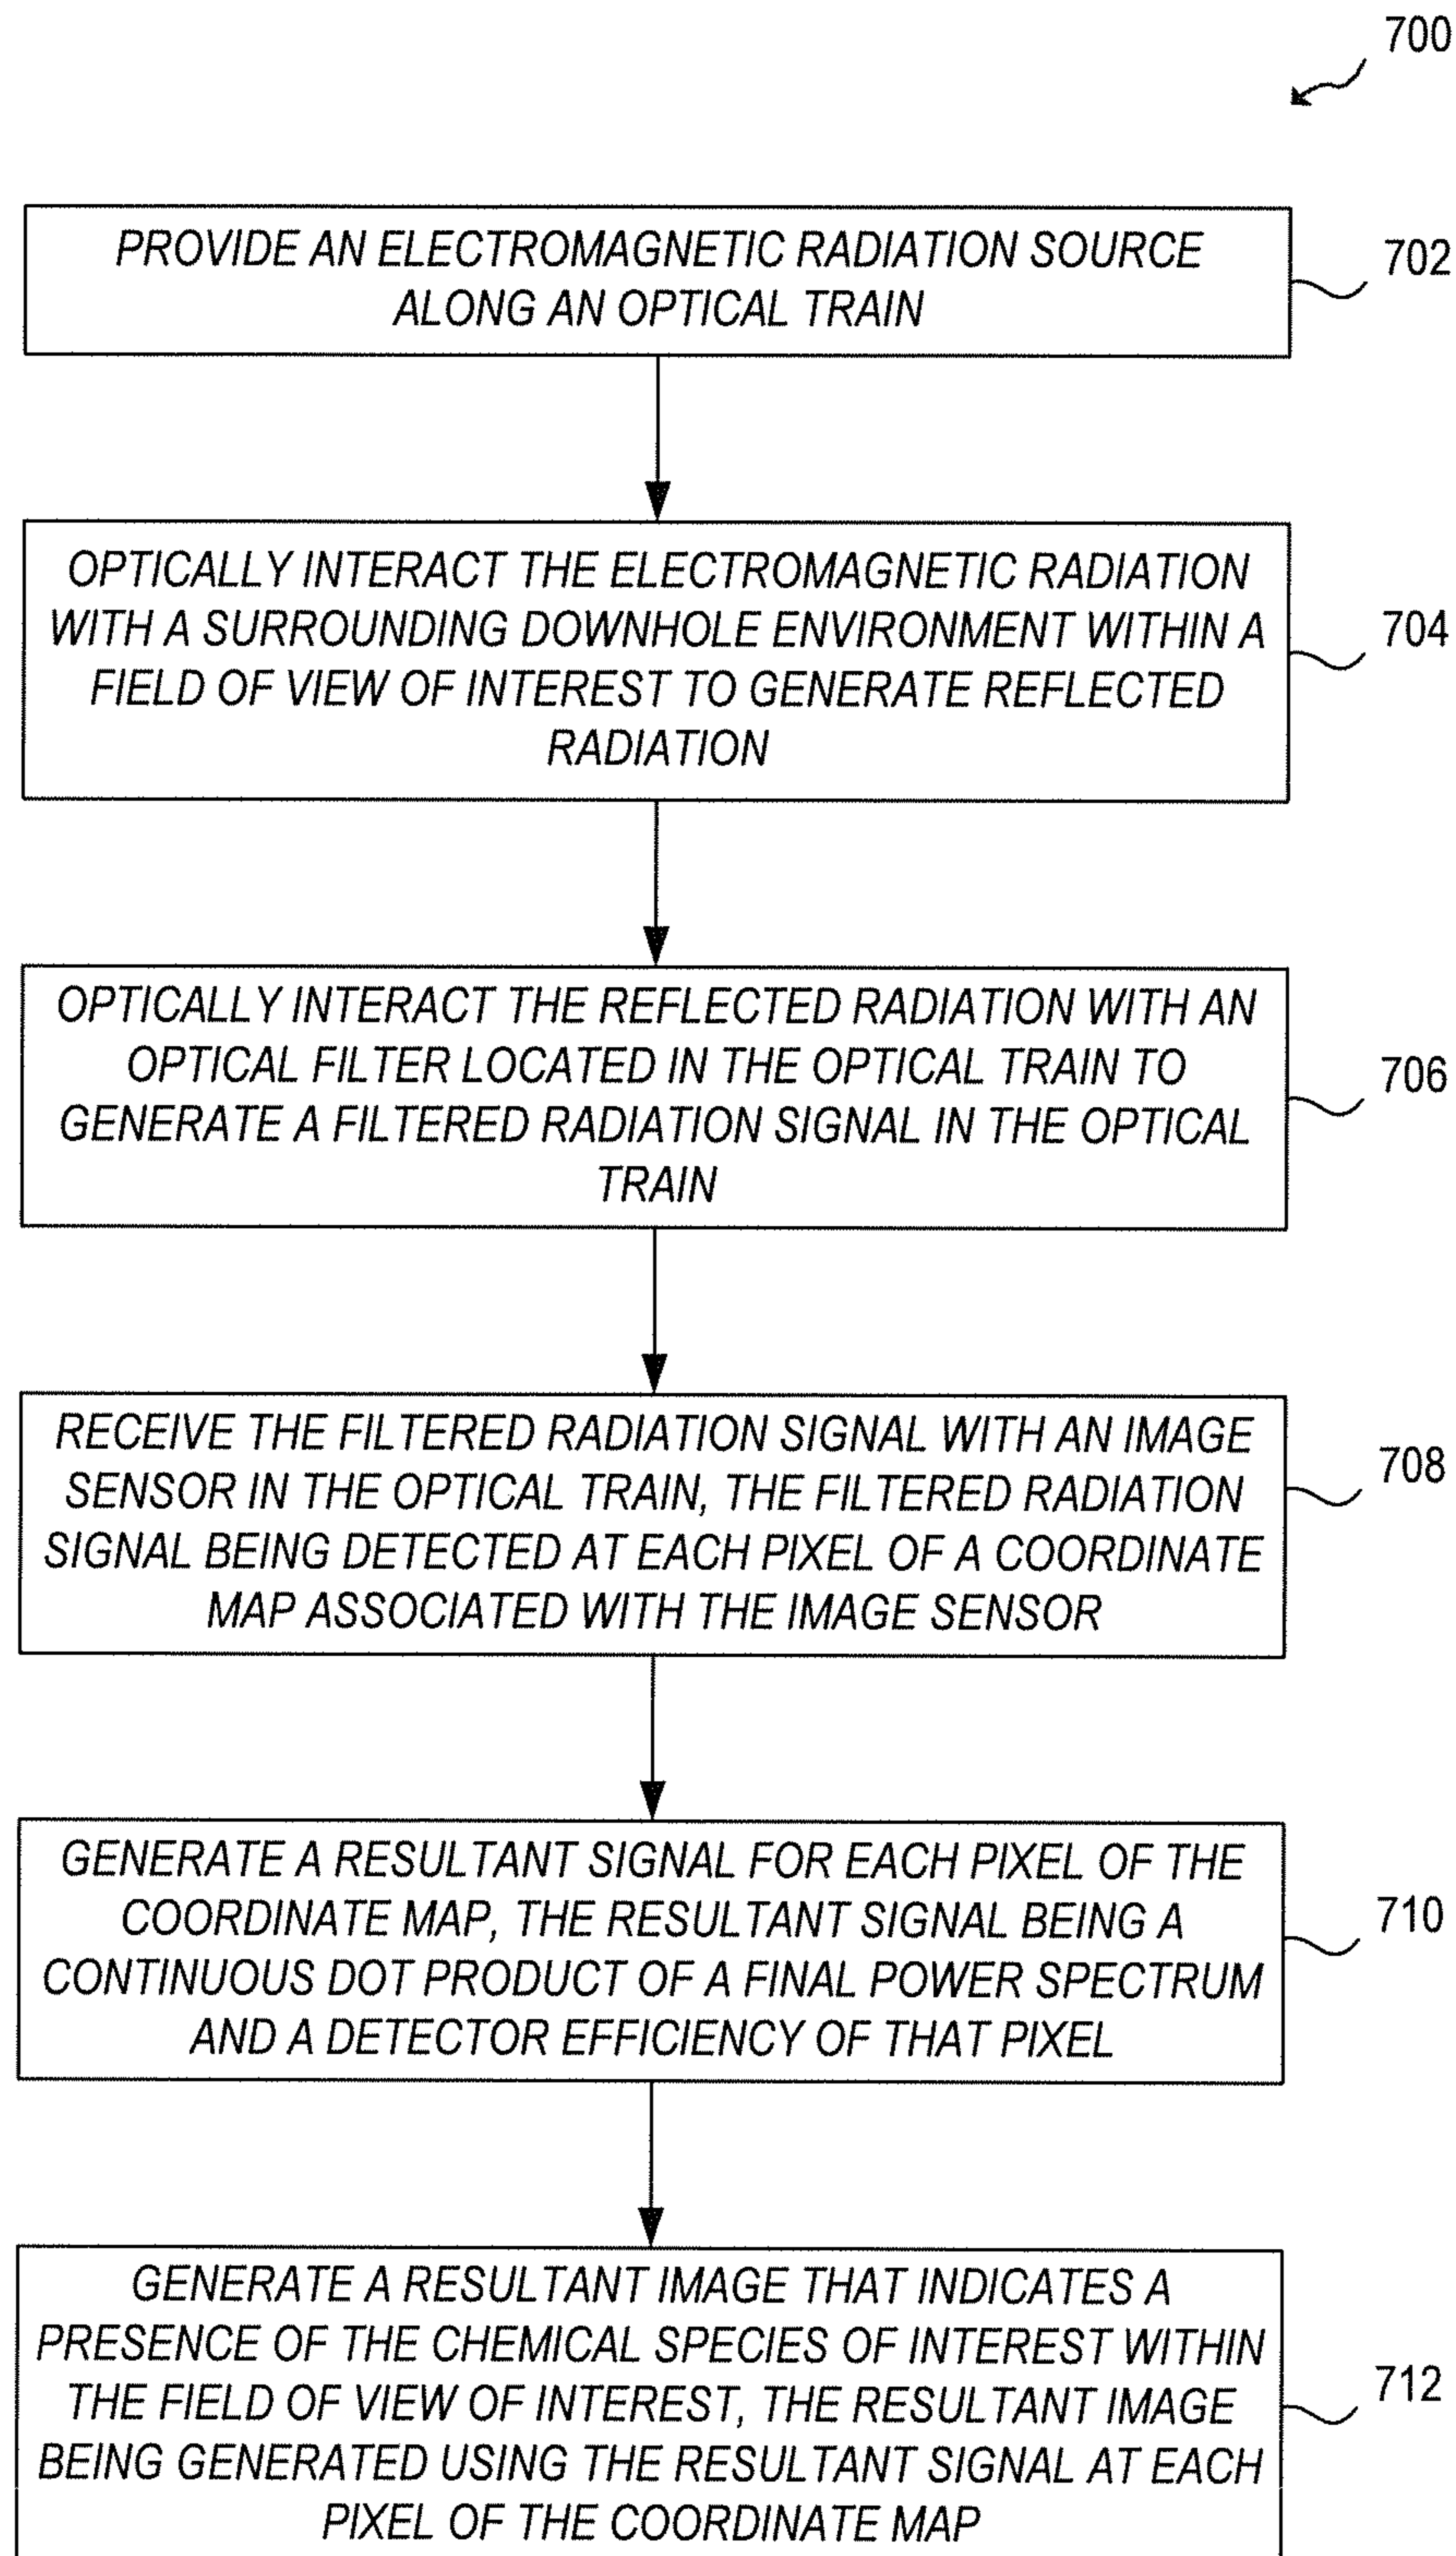 700
PROVIDE AN ELECTROMAGNETIC RADIATION SOURCE
ALONG AN OPTICAL TRAIN
702
OPTICALLY INTERACT THE ELECTROMAGNETIC RADIATION
WITH A SURROUNDING DOWNHOLE ENVIRONMENT WITHIN A
FIELD OF VIEW OF INTEREST TO GENERATE REFLECTED
RADIATION
704
OPTICALLY INTERACT THE REFLECTED RADIATION WITH AN
OPTICAL FILTER LOCATED IN THE OPTICAL TRAIN TO
GENERATE A FILTERED RADIATION SIGNAL IN THE OPTICAL
TRAIN
706
RECEIVE THE FILTERED RADIATION SIGNAL WITH AN IMAGE
SENSOR IN THE OPTICAL TRAIN, THE FILTERED RADIATION
SIGNAL BEING DETECTED AT EACH PIXEL OF A COORDINATE
MAP ASSOCIATED WITH THE IMAGE SENSOR
708
GENERATE A RESULTANT SIGNAL FOR EACH PIXEL OF THE
COORDINATE MAP, THE RESULTANT SIGNAL BEING A
CONTINUOUS DOT PRODUCT OF A FINAL POWER SPECTRUM
AND A DETECTOR EFFICIENCY OF THAT PIXEL
710
GENERATE A RESULTANT IMAGE THAT INDICATES A
PRESENCE OF THE CHEMICAL SPECIES OF INTEREST WITHIN
THE FIELD OF VIEW OF INTEREST, THE RESULTANT IMAGE
BEING GENERATED USING THE RESULTANT SIGNAL AT EACH
PIXEL OF THE COORDINATE MAP
712